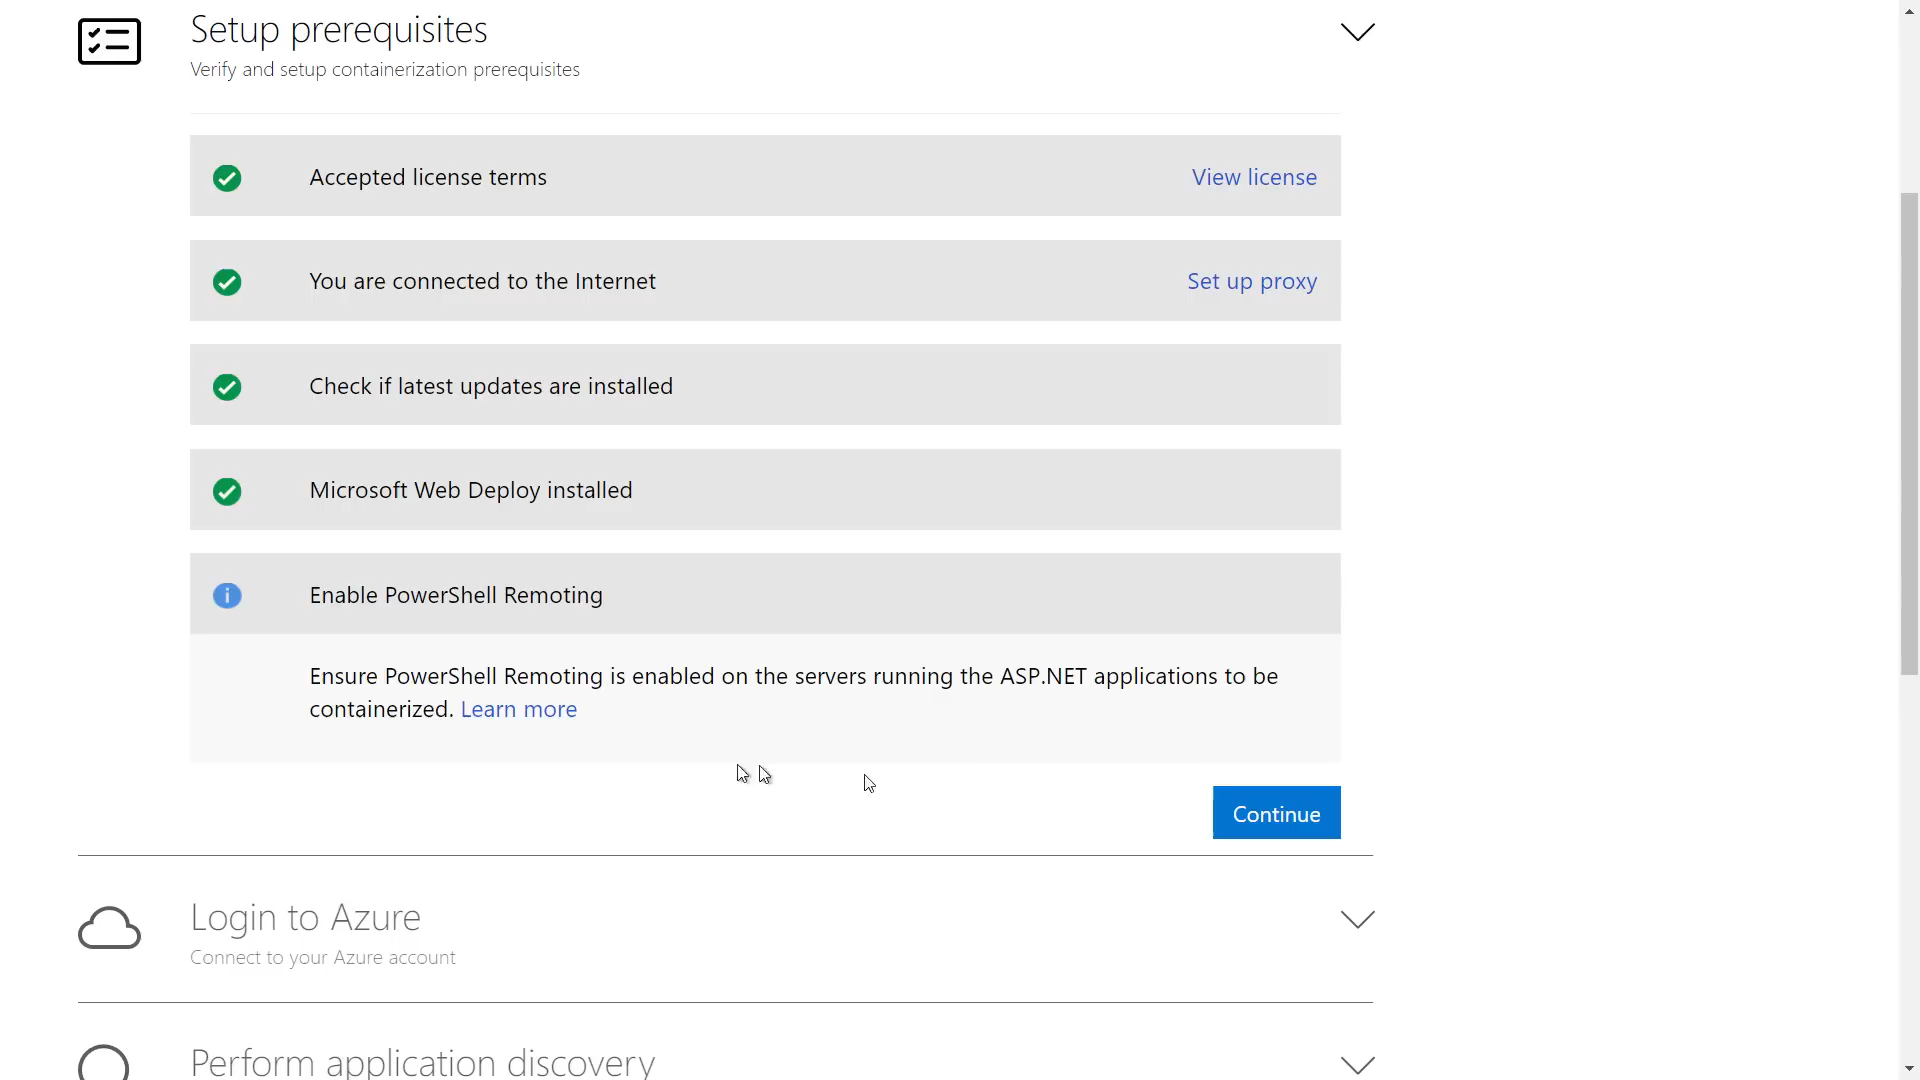 Setup prerequisites
Verify and setup containerization prerequisites
Accepted license terms
View license
You are connected to the Internet
Set up proxy
Check if latest updates are installed
Microsoft Web Deploy installed
Enable PowerShell Remoting
Ensure PowerShell Remoting is enabled on the servers running the ASP.NET applications to be
containerized. Learn more
Continue
Login to Azure
Connect to your Azure account
Perform application discovery